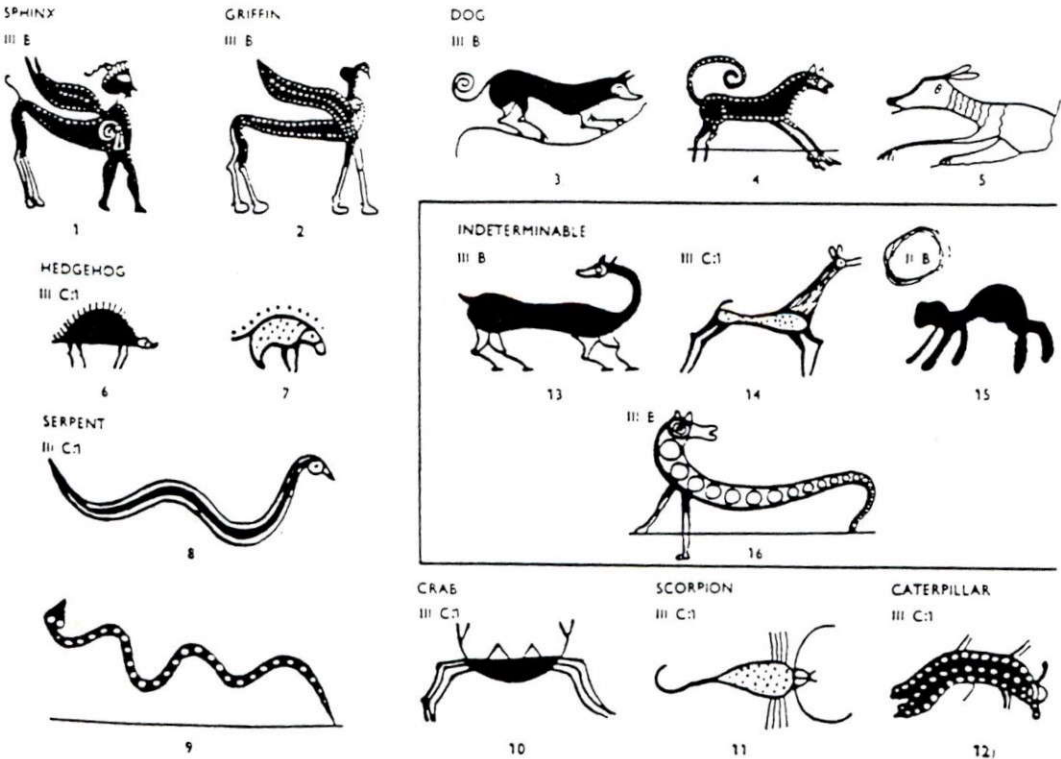 SPHINX
III B
1
GRIFFIN
III B
2
DOG
III B
3
4
5
HEDGEHOG
III C:1
6
7
SERPENT
III C:1
8
9
INDETERMINABLE
III B
13
III C:1
14
II B
15
III B
16
CRAB
III C:1
10
SCORPION
III C:1
11
CATERPILLAR
III C:1
12